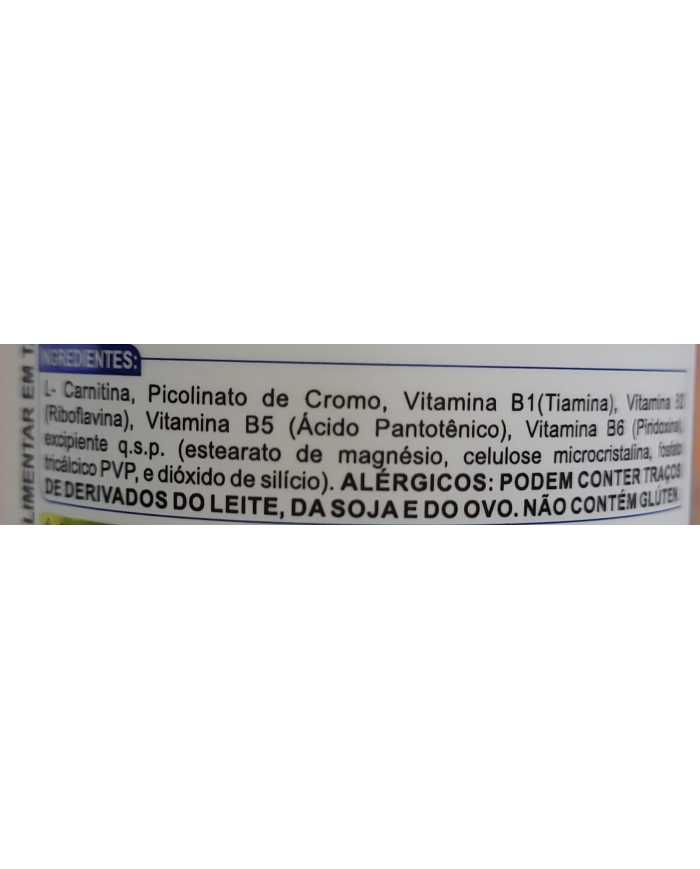 INGREDIENTES:
L- Carnitina, Picolinato de Cromo, Vitamina B1(Tiamina), Vitamina B2
(Riboflavina), Vitamina B5 (Ácido Pantotênico), Vitamina B6 (Piridoxina),
excipiente q.s.p. (estearato de magnésio, celulose microcristalina, fosfato
tricálcico PVP, e dióxido de silício). ALÉRGICOS: PODEM CONTER TRAÇOS
DE DERIVADOS DO LEITE, DA SOJA E DO OVO. NÃO CONTÉM GLÚTEN.
LIMENTAR EM T